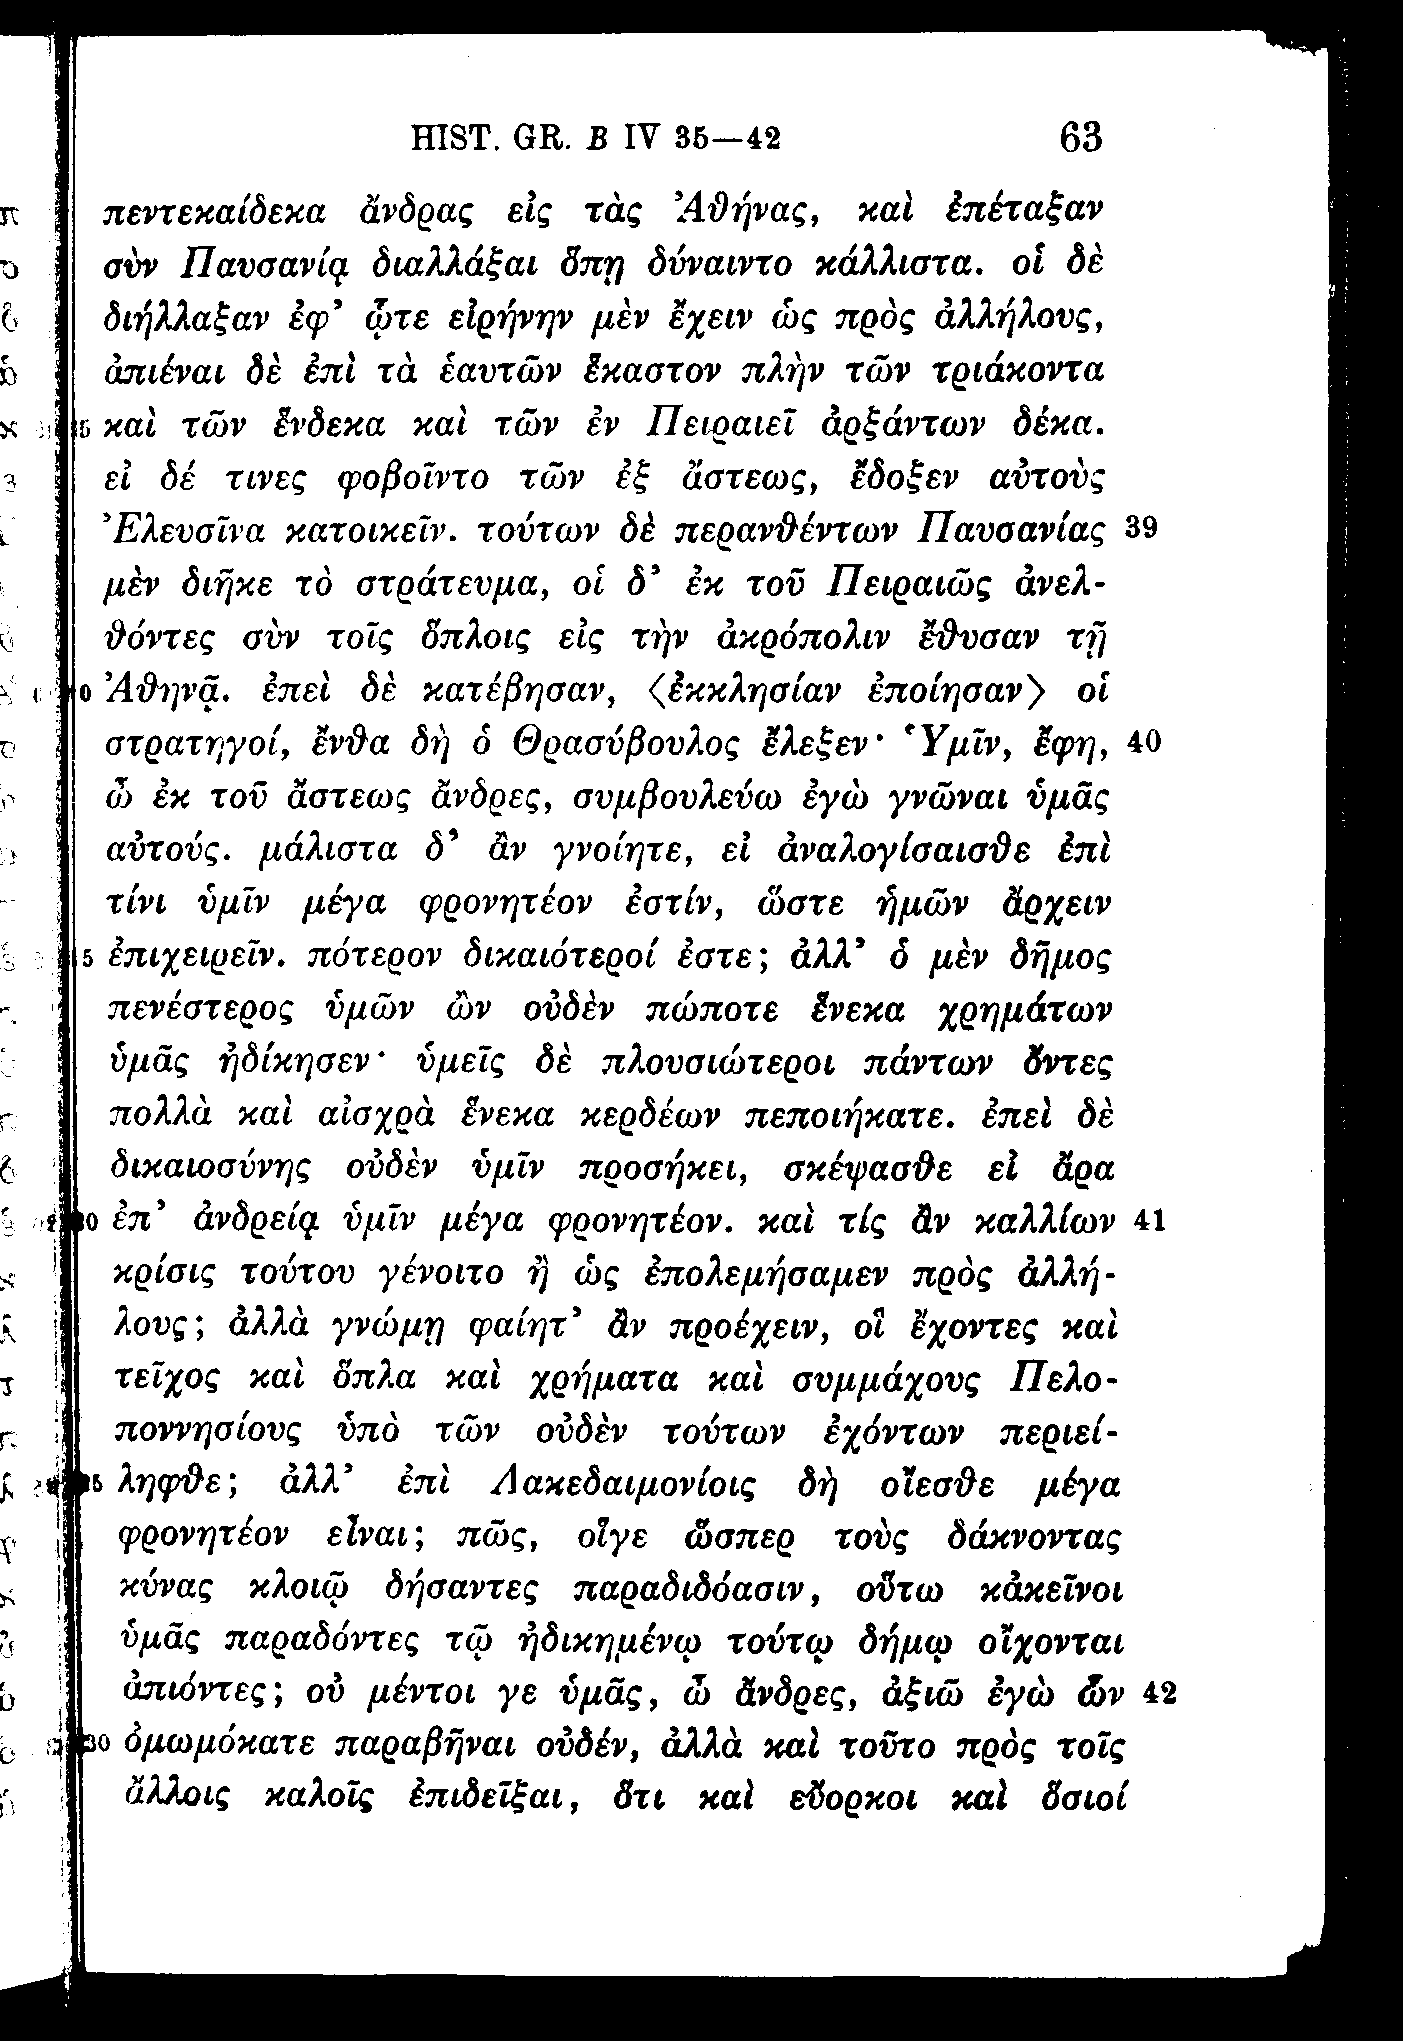 HIST. GR. B IV 35—42 63
πεντεκαίδεκα ἄνδρας εἰς τὰς Ἀθήνας, καὶ ἐπέταξαν
σὺν Παυσανίᾳ διαλλάξαι ὅπῃ δύναιντο κάλλιστα. οἱ δὲ
διήλλαξαν ἐφ’ ᾧτε εἰρήνην μὲν ἔχειν ὡς πρὸς ἀλλήλους,
ἀπιέναι δὲ ἐπὶ τὰ ἑαυτῶν ἕκαστον πλὴν τῶν τριάκοντα
5 καὶ τῶν ἕνδεκα καὶ τῶν ἐν Πειραιεῖ ἀρξάντων δέκα.
εἰ δέ τινες φοβοῖντο τῶν ἐξ ἄστεως, ἔδοξεν αὐτοὺς
Ἐλευσῖνα κατοικεῖν. τούτων δὲ περανθέντων Παυσανίας 39
μὲν διῆκε τὸ στράτευμα, οἱ δ’ ἐκ τοῦ Πειραιῶς ἀνελ-
θόντες σὺν τοῖς ὅπλοις εἰς τὴν ἀκρόπολιν ἔθυσαν τῇ
10 Ἀθηνᾷ. ἐπεὶ δὲ κατέβησαν, ⟨ἐκκλησίαν ἐποίησαν⟩ οἱ
στρατηγοί, ἔνθα δὴ ὁ Θρασύβουλος ἔλεξεν· Ὑμῖν, ἔφη, 40
ὦ ἐκ τοῦ ἄστεως ἄνδρες, συμβουλεύω ἐγὼ γνῶναι ὑμᾶς
αὐτούς. μάλιστα δ’ ἂν γνοίητε, εἰ ἀναλογίσαισθε ἐπὶ
τίνι ὑμῖν μέγα φρονητέον ἐστίν, ὥστε ἡμῶν ἄρχειν
15 ἐπιχειρεῖν. πότερον δικαιότεροί ἐστε; ἀλλ’ ὁ μὲν δῆμος
πενέστερος ὑμῶν ὢν οὐδὲν πώποτε ἕνεκα χρημάτων
ὑμᾶς ἠδίκησεν· ὑμεῖς δὲ πλουσιώτεροι πάντων ὄντες
πολλὰ καὶ αἰσχρὰ ἕνεκα κερδέων πεποιήκατε. ἐπεὶ δὲ
δικαιοσύνης οὐδὲν ὑμῖν προσήκει, σκέψασθε εἰ ἄρα
20 ἐπ’ ἀνδρείᾳ ὑμῖν μέγα φρονητέον. καὶ τίς ἂν καλλίων 41
κρίσις τούτου γένοιτο ἢ ὡς ἐπολεμήσαμεν πρὸς ἀλλή-
λους; ἀλλὰ γνώμῃ φαίητ’ ἂν προέχειν, οἳ ἔχοντες καὶ
τεῖχος καὶ ὅπλα καὶ χρήματα καὶ συμμάχους Πελο-
ποννησίους ὑπὸ τῶν οὐδὲν τούτων ἐχόντων περιεί-
25 ληφθε; ἀλλ’ ἐπὶ Λακεδαιμονίοις δὴ οἴεσθε μέγα
φρονητέον εἶναι; πῶς, οἵγε ὥσπερ τοὺς δάκνοντας
κύνας κλοιῷ δήσαντες παραδιδόασιν, οὕτω κἀκεῖνοι
ὑμᾶς παραδόντες τῷ ἠδικημένῳ τούτῳ δήμῳ οἴχονται
ἀπιόντες; οὐ μέντοι γε ὑμᾶς, ὦ ἄνδρες, ἀξιῶ ἐγὼ ὧν 42
30 ὀμωμόκατε παραβῆναι οὐδέν, ἀλλὰ καὶ τοῦτο πρὸς τοῖς
ἄλλοις καλοῖς ἐπιδεῖξαι, ὅτι καὶ εὔορκοι καὶ ὅσιοί